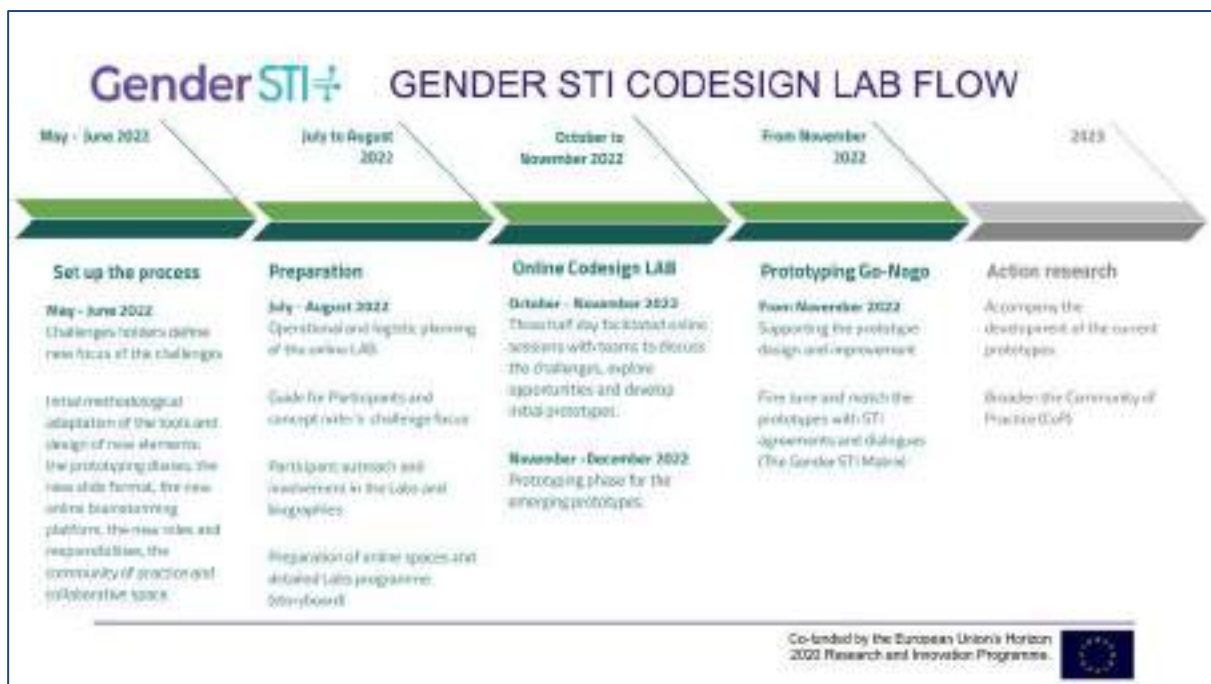 Gender STI
GENDER STI CODESIGN LAB FLOW
May - June 2022
July to August
2022
October to
November 2022
From November
2022
2023
Set up the process
May - June 2022
Challenges holders define
new focus of the challenges
Initial methodological
adaptation of the tools and
design of new elements:
the prototyping diaries, the
new slide format, the new
online brainstorming
platform, the new roles and
responsibilities, the
community of practice and
collaborative space
Preparation
July - August 2022
Operational and logistic planning
of the online LAB.
Guide for Participants and
concept challenge focus
Participant outreach and
involvement in the Labs and
biographies
Preparation of online spaces and
detailed Labs programme
(storyboard)
Online Codesign LAB
October - November 2022
Three half day facilitated online
sessions with teams to discuss
the challenges, explore
opportunities and develop
initial prototypes.
November -December 2022
Prototyping phase for the
emerging prototypes.
Prototyping Go-Nogo
From November 2022
Supporting the prototype
design and improvement
Fine tune and match the
prototypes with STI
agreements and dialogues
(The Gender STI Matrix)
Action research
Accompany the
development of the current
prototypes.
Broaden the Community of
Practice (CoP)
Co-funded by the European Union's Horizon
2020 Research and Innovation Programme.